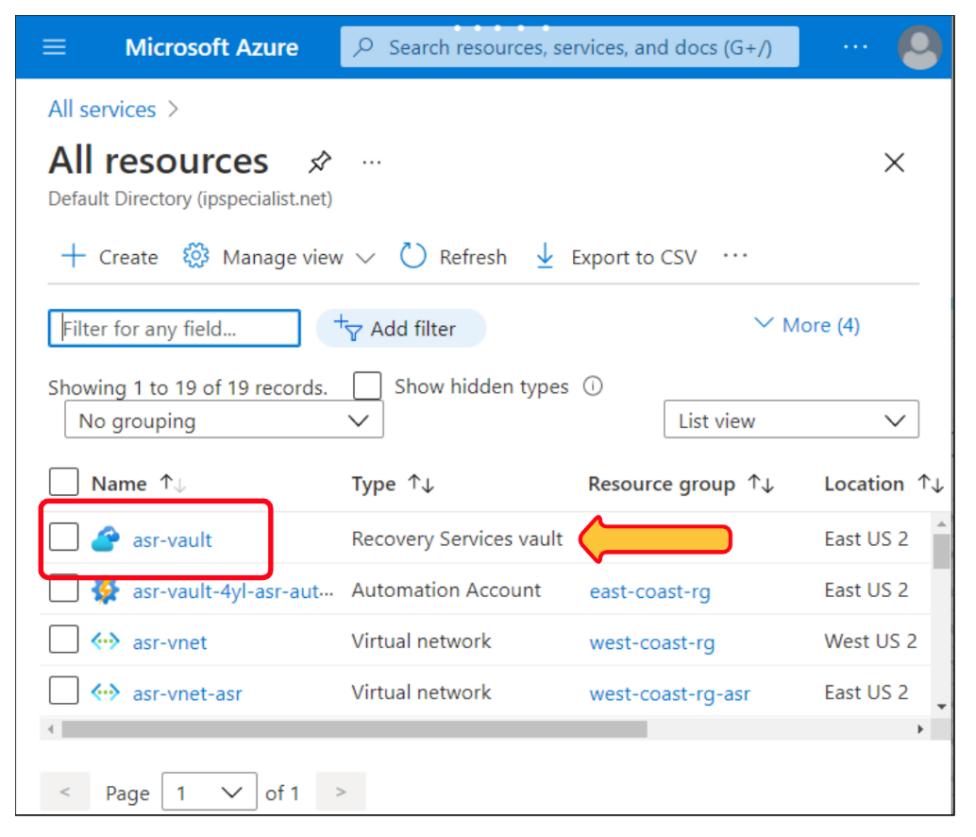 Microsoft Azure Search resources, services, and docs (G+/) ...
All services >
All resources ...
Default Directory (ipspecialist.net)
+ Create Manage view Refresh Export to CSV ...
Filter for any field... Add filter More (4)
Showing 1 to 19 of 19 records. Show hidden types
No grouping List view
Name ↑↓ Type ↑↓ Resource group ↑↓ Location ↑↓
asr-vault Recovery Services vault East US 2
asr-vault-4yl-asr-aut... Automation Account east-coast-rg East US 2
asr-vnet Virtual network west-coast-rg West US 2
asr-vnet-asr Virtual network west-coast-rg-asr East US 2
< Page 1 of 1 >